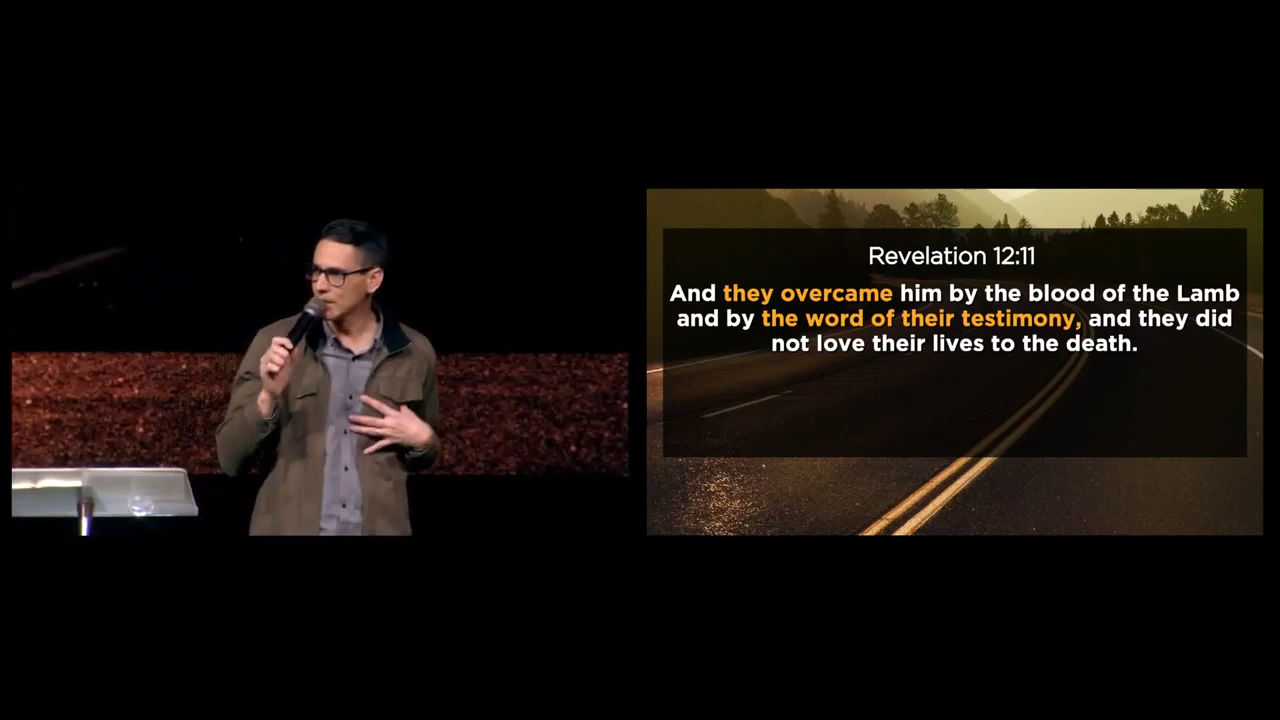 Revelation 12:11
And they overcame him by the blood of the Lamb
and by the word of their testimony, and they did
not love their lives to the death.